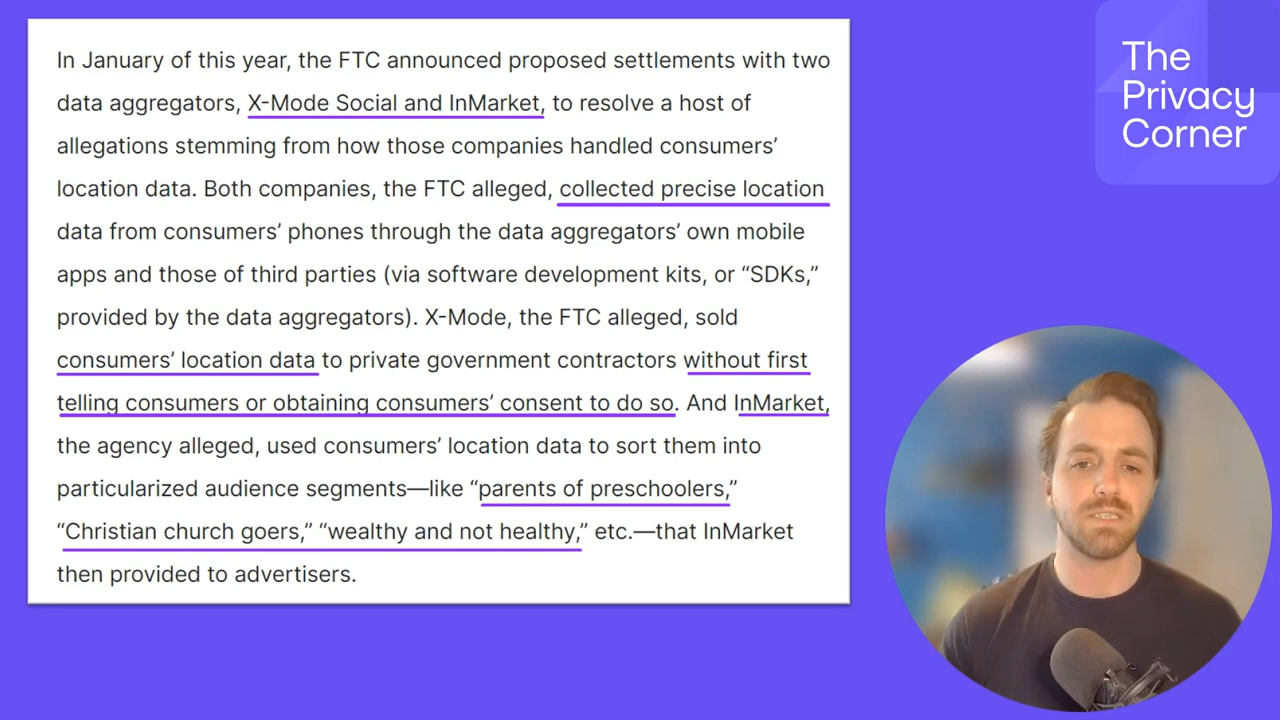 In January of this year, the FTC announced proposed settlements with two
data aggregators, X-Mode Social and InMarket, to resolve a host of
allegations stemming from how those companies handled consumers’
location data. Both companies, the FTC alleged, collected precise location
data from consumers’ phones through the data aggregators’ own mobile
apps and those of third parties (via software development kits, or “SDKs,”
provided by the data aggregators). X-Mode, the FTC alleged, sold
consumers’ location data to private government contractors without first
telling consumers or obtaining consumers’ consent to do so. And InMarket,
the agency alleged, used consumers’ location data to sort them into
particularized audience segments—like “parents of preschoolers,”
“Christian church goers,” “wealthy and not healthy,” etc.—that InMarket
then provided to advertisers.
The
Privacy
Corner